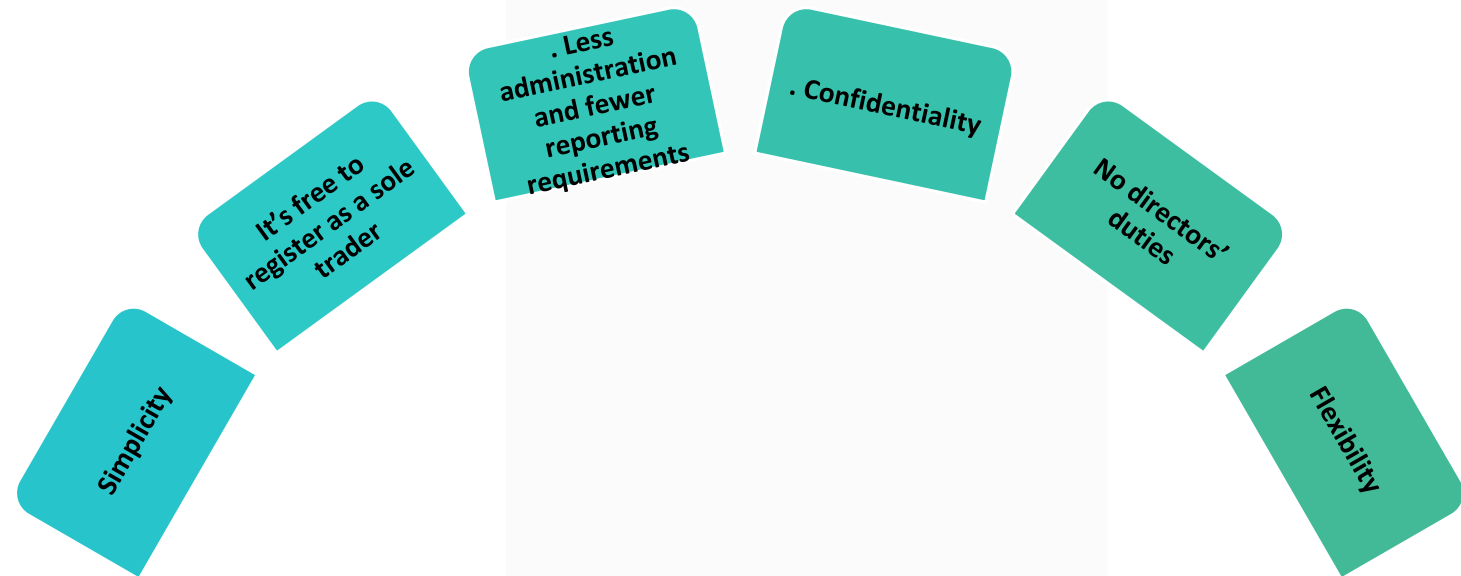 Simplicity
It’s free to
register as a sole
trader
. Less
administration
and fewer
reporting
requirements
. Confidentiality
No directors’
duties
Flexibility